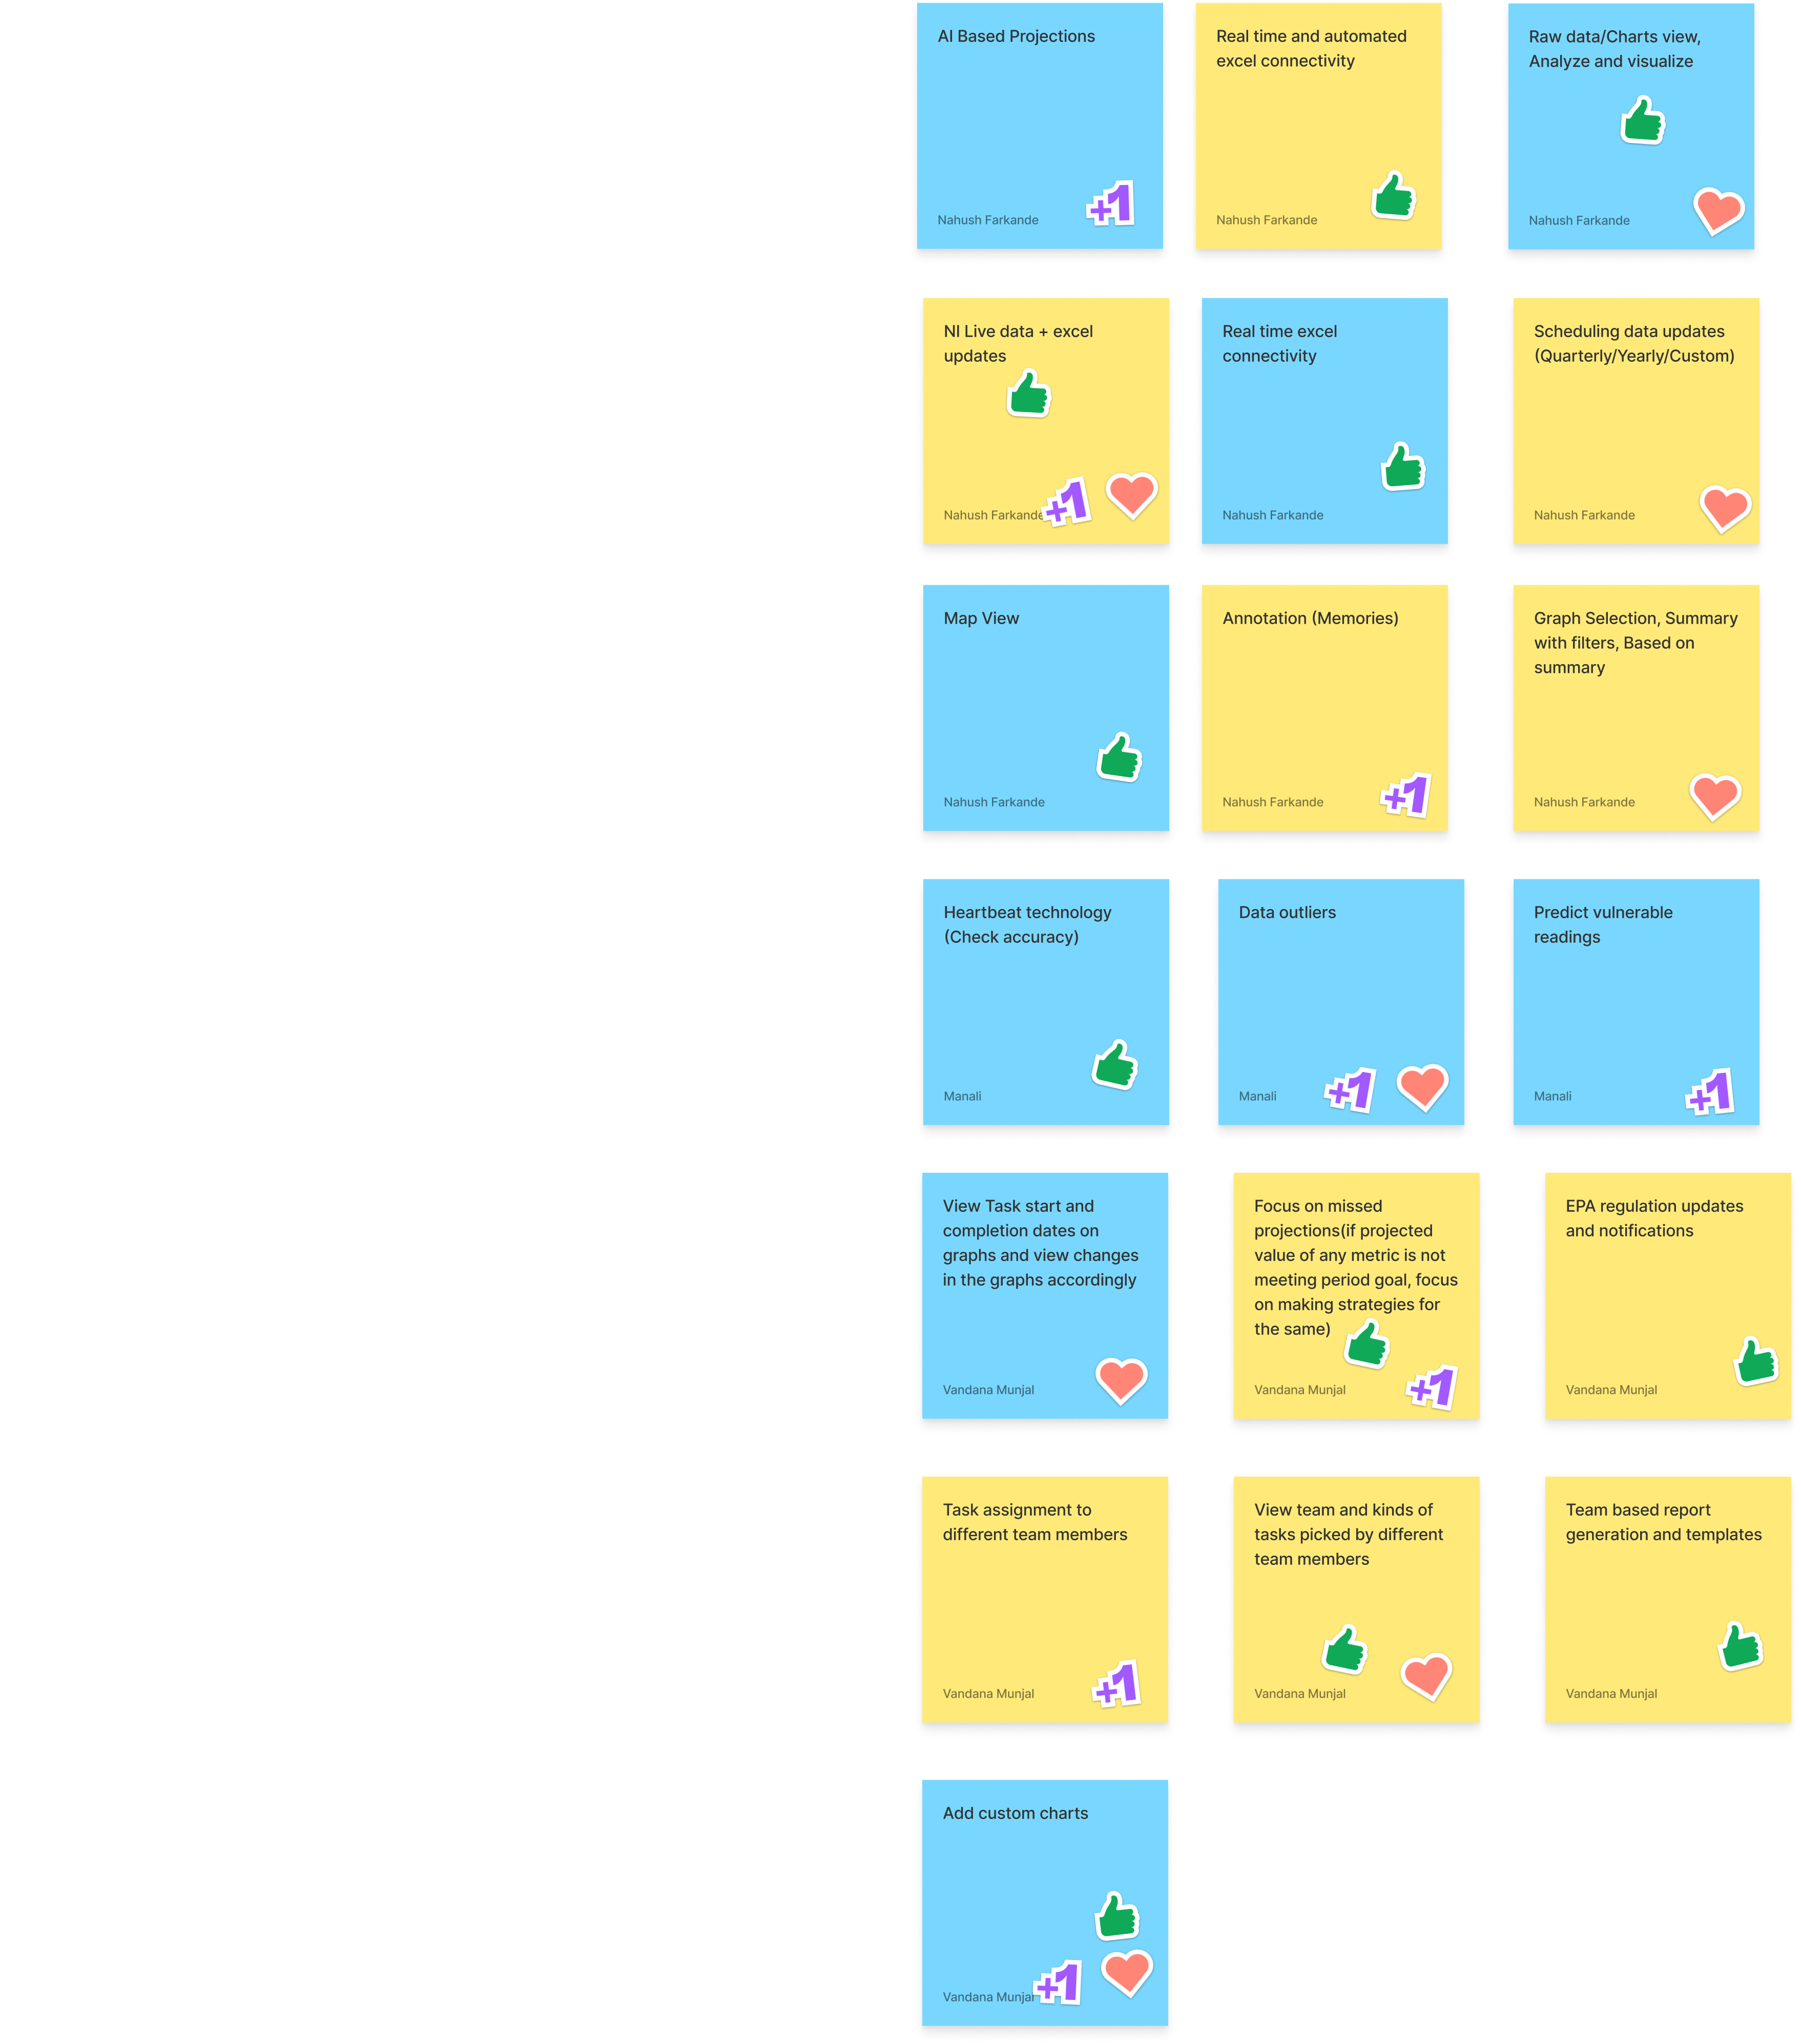 AI Based Projections
+1
Nahush Farkande
Real time and automated
excel connectivity
Nahush Farkande
Raw data/Charts view,
Analyze and visualize
Nahush Farkande
NI Live data + excel
updates
+1
Nahush Farkande
Real time excel
connectivity
Nahush Farkande
Scheduling data updates
(Quarterly/Yearly/Custom)
Nahush Farkande
Map View
Nahush Farkande
Annotation (Memories)
+1
Nahush Farkande
Graph Selection, Summary
with filters, Based on
summary
Nahush Farkande
Heartbeat technology
(Check accuracy)
Manali
Data outliers
+1
Manali
Predict vulnerable
readings
+1
Manali
View Task start and
completion dates on
graphs and view changes
in the graphs accordingly
Vandana Munjal
Focus on missed
projections(if projected
value of any metric is not
meeting period goal, focus
on making strategies for
the same)
+1
Vandana Munjal
EPA regulation updates
and notifications
Vandana Munjal
Task assignment to
different team members
+1
Vandana Munjal
View team and kinds of
tasks picked by different
team members
Vandana Munjal
Team based report
generation and templates
Vandana Munjal
Add custom charts
+1
Vandana Munjal